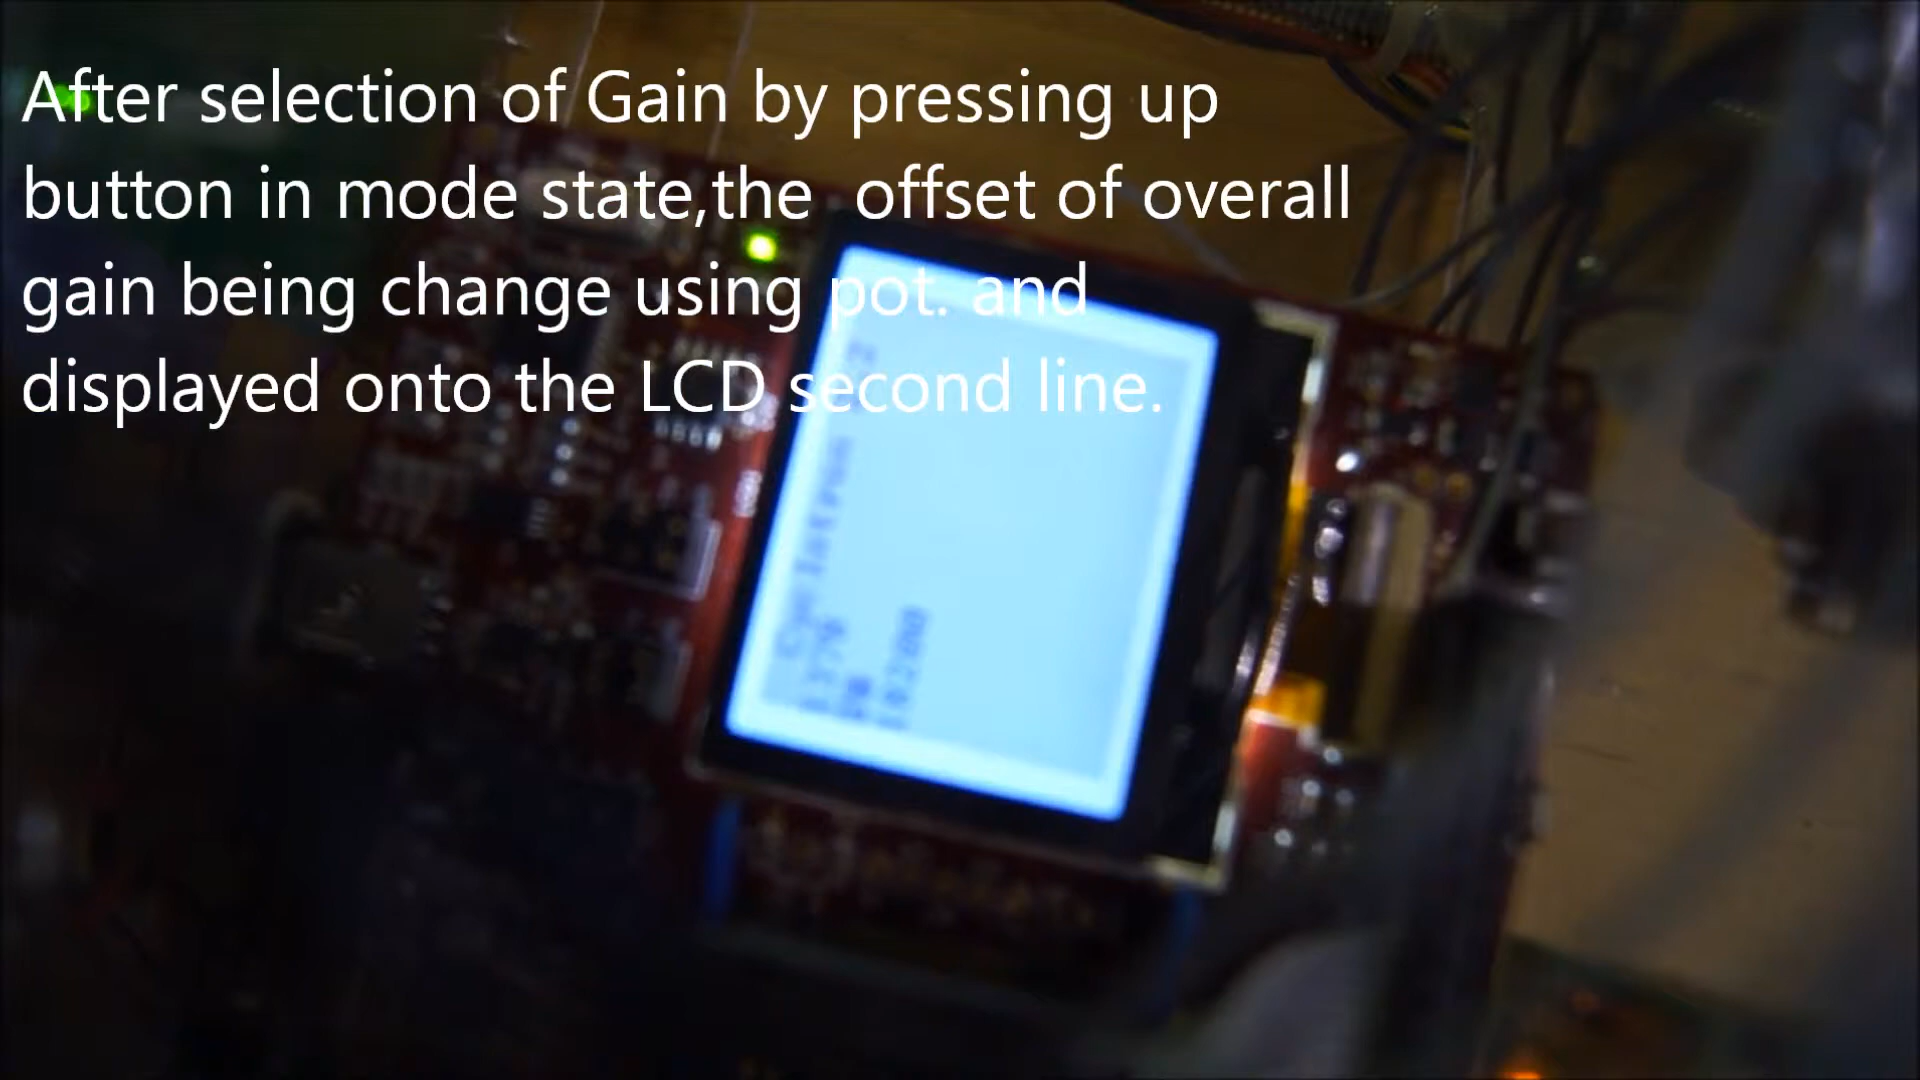 After selection of Gain by pressing up
button in mode state,the  offset of overall
gain being change using pot. and
displayed onto the LCD second line.